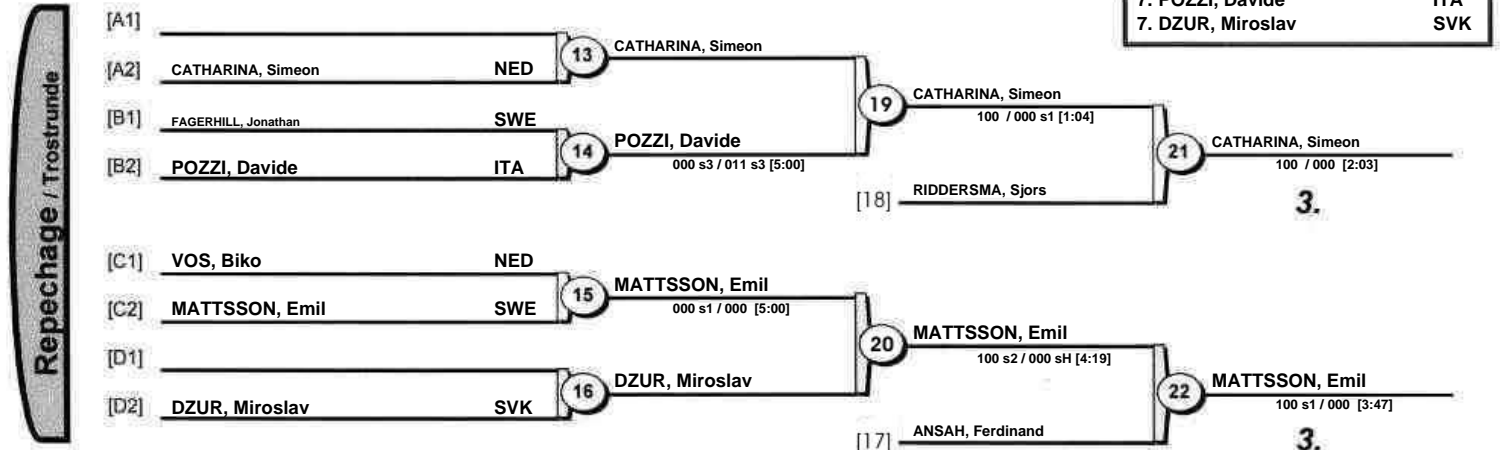 7. POZZI, Davide ITA
7. DZUR, Miroslav SVK
Repechage / Trostrunde
[A1]
[A2] CATHARINA, Simeon NED
13 CATHARINA, Simeon
[B1] FAGERHILL, Jonathan SWE
[B2] POZZI, Davide ITA
14 POZZI, Davide
000 s3 / 011 s3 [5:00]
19 CATHARINA, Simeon
100 / 000 s1 [1:04]
[18] RIDDERSMA, Sjors
21 CATHARINA, Simeon
100 / 000 [2:03]
3.
[C1] VOS, Biko NED
[C2] MATTSSON, Emil SWE
15 MATTSSON, Emil
000 s1 / 000 [5:00]
[D1]
[D2] DZUR, Miroslav SVK
16 DZUR, Miroslav
20 MATTSSON, Emil
100 s2 / 000 sH [4:19]
[17] ANSAH, Ferdinand
22 MATTSSON, Emil
100 s1 / 000 [3:47]
3.